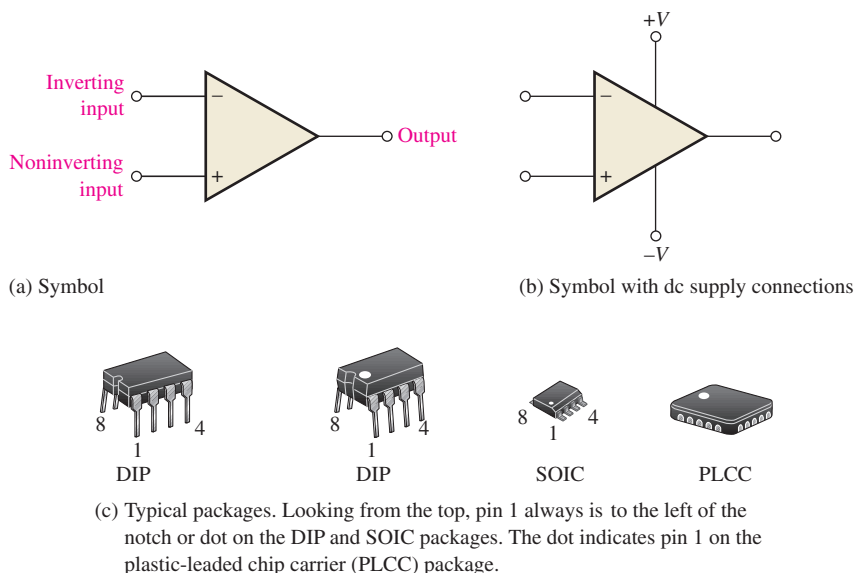 +V
Inverting
input
−
Noninverting
input
+
Output
−
+
−V
(a) Symbol
(b) Symbol with dc supply connections
8
1
4
DIP
8
1
4
DIP
8
1
4
SOIC
PLCC
(c) Typical packages. Looking from the top, pin 1 always is to the left of the
notch or dot on the DIP and SOIC packages. The dot indicates pin 1 on the
plastic-leaded chip carrier (PLCC) package.